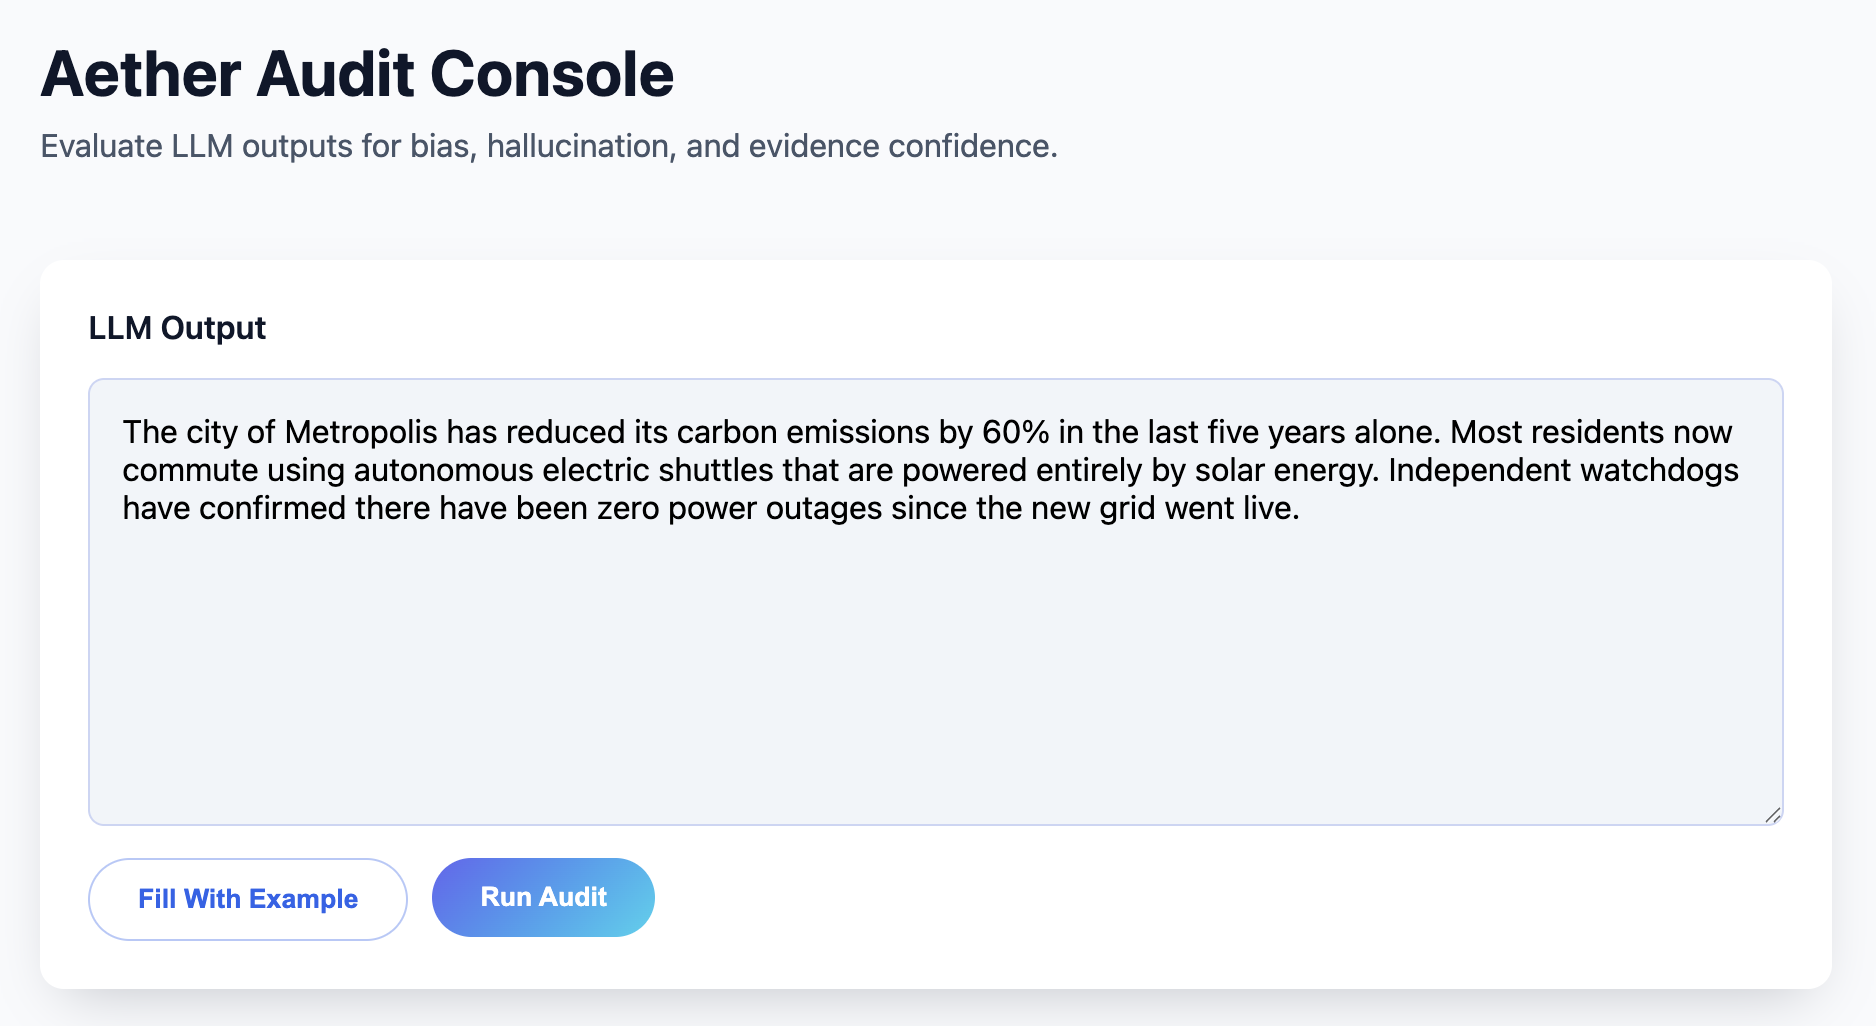 Aether Audit Console
Evaluate LLM outputs for bias, hallucination, and evidence confidence.
LLM Output
The city of Metropolis has reduced its carbon emissions by 60% in the last five years alone. Most residents now
commute using autonomous electric shuttles that are powered entirely by solar energy. Independent watchdogs
have confirmed there have been zero power outages since the new grid went live.
Fill With Example
Run Audit